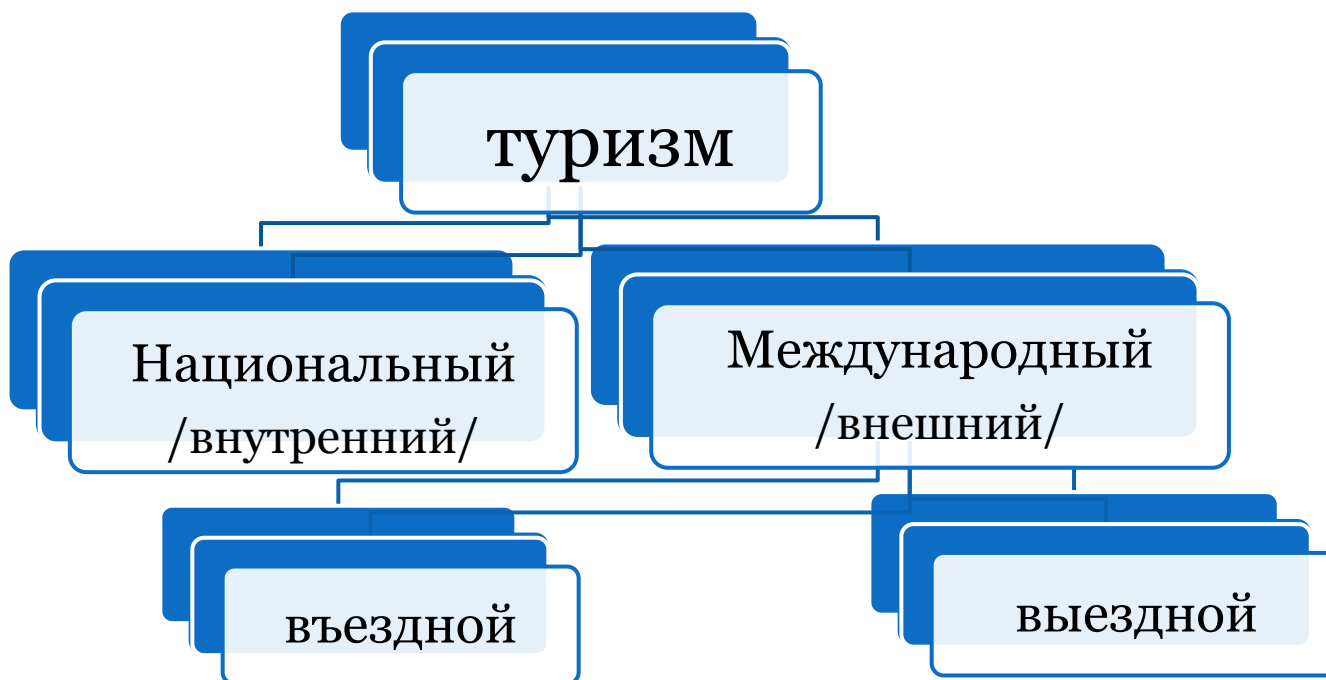 туризм
Национальный
/внутренний/
Международный
/внешний/
въездной
выездной